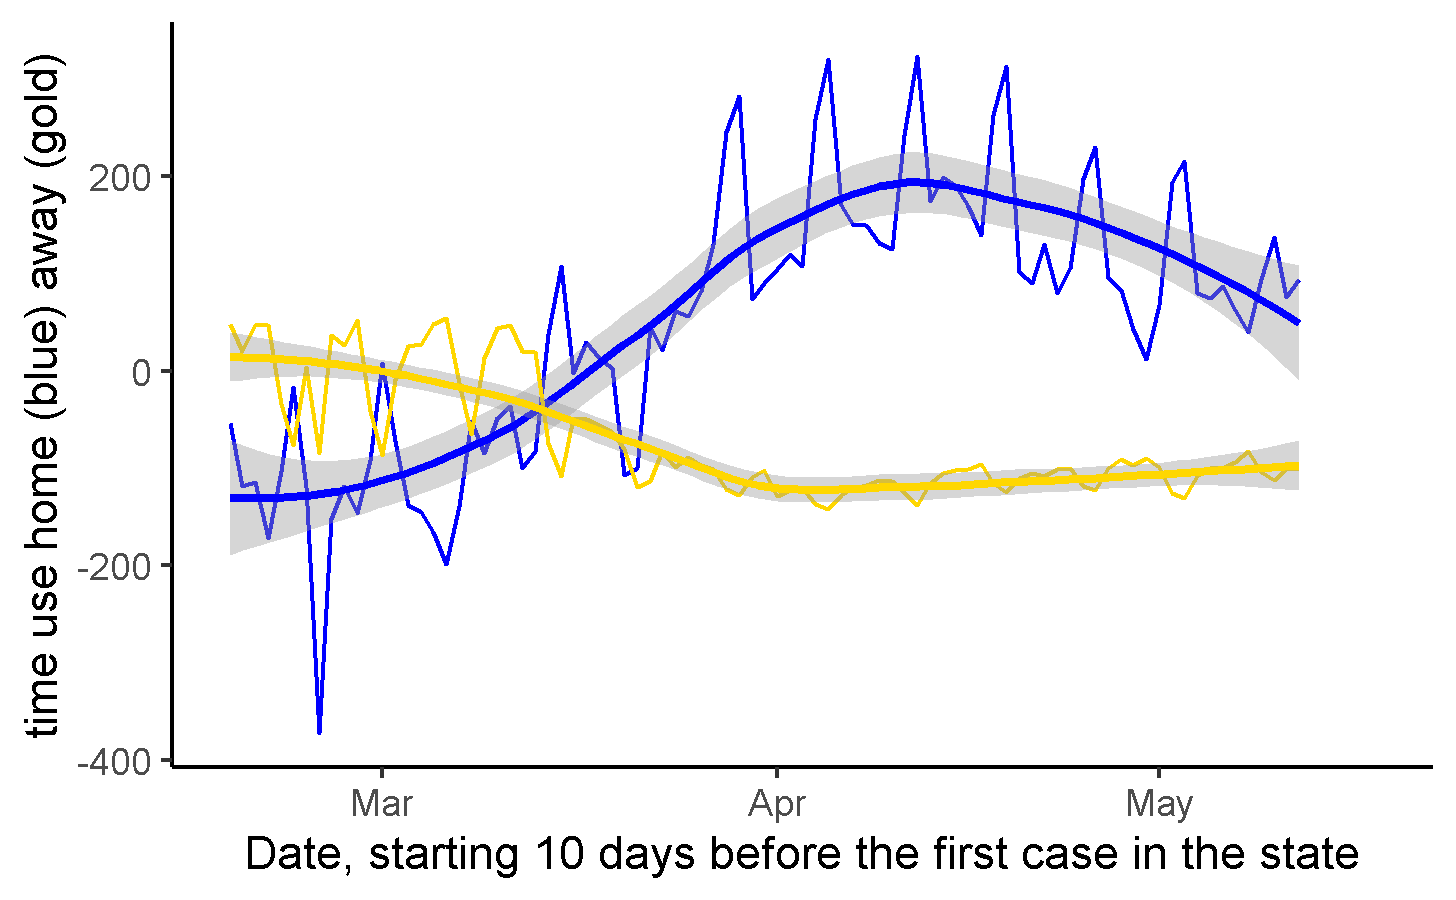 time use home (blue) away (gold)
200
0
-200
-400
Mar Apr May
Date, starting 10 days before the first case in the state